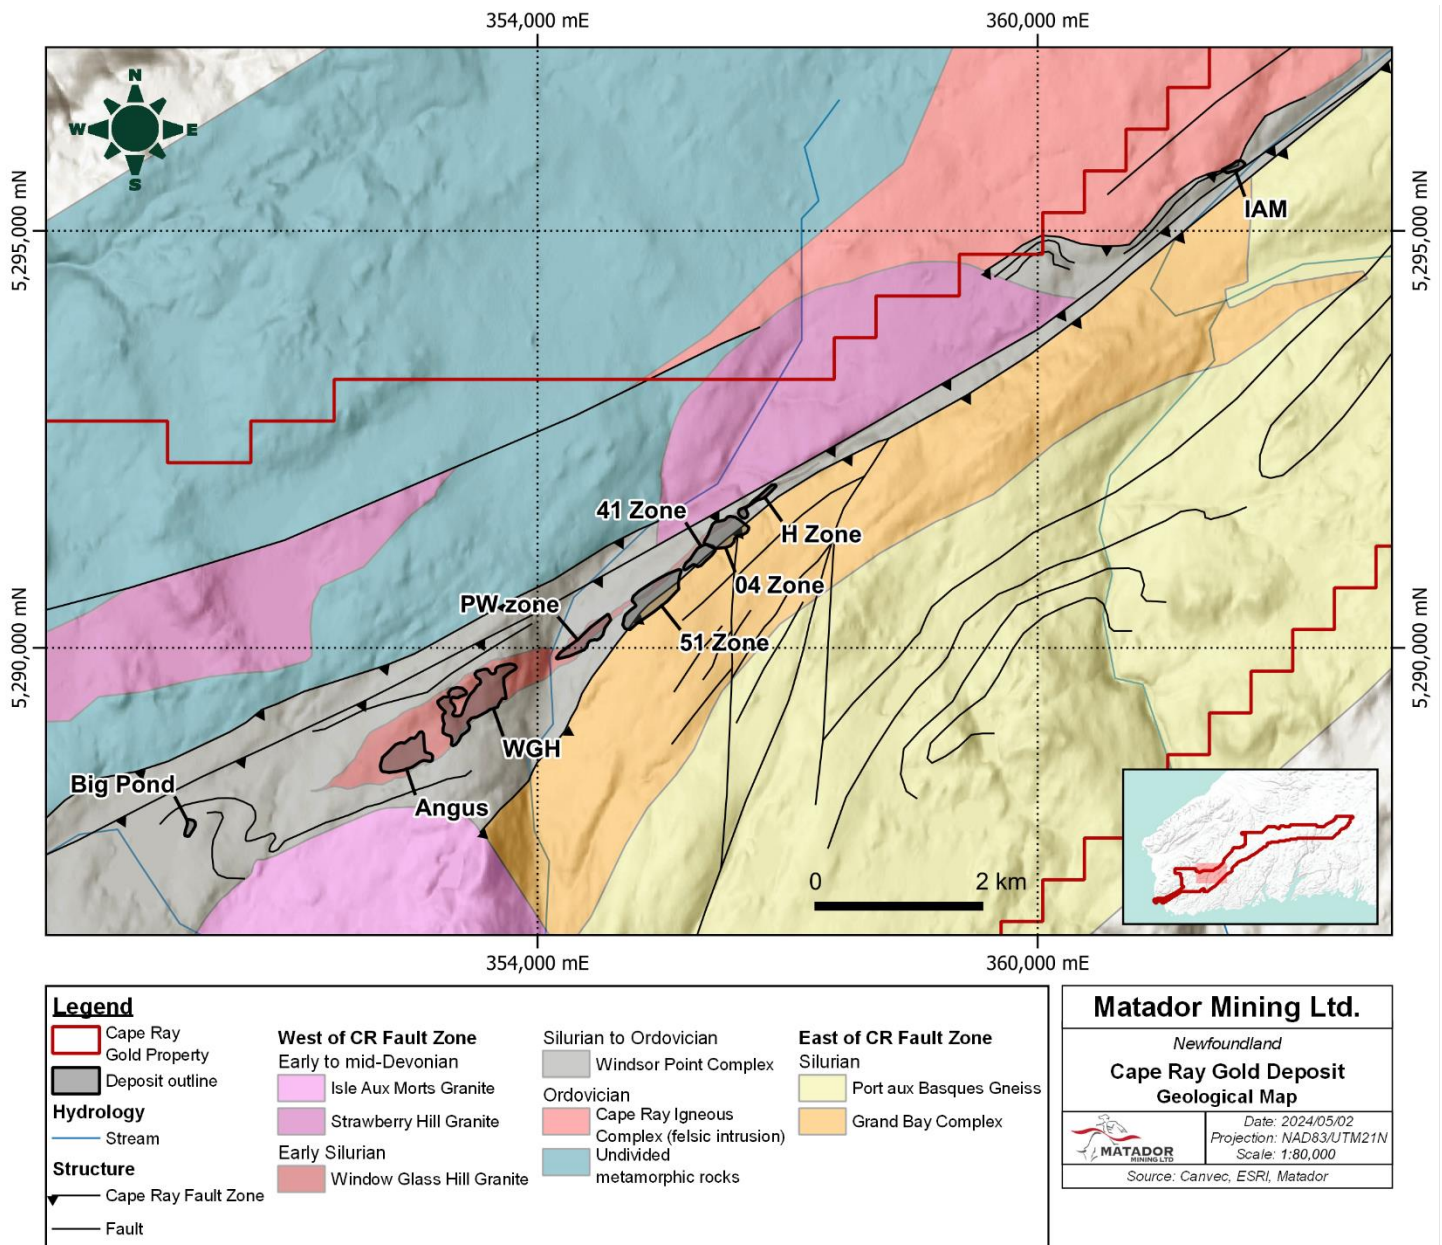 354,000 mE
360,000 mE
N
W
E
S
5,295,000 mN
5,295,000 mN
IAM
41 Zone
H Zone
04 Zone
PW zone
51 Zone
5,290,000 mN
5,290,000 mN
WGH
Big Pond
Angus
0
2 km
354,000 mE
360,000 mE
Legend
Cape Ray
Gold Property
Deposit outline
Hydrology
Stream
Structure
Cape Ray Fault Zone
Fault
West of CR Fault Zone
Early to mid-Devonian
Isle Aux Morts Granite
Strawberry Hill Granite
Early Silurian
Window Glass Hill Granite
Silurian to Ordovician
Windsor Point Complex
Ordovician
Cape Ray Igneous
Complex (felsic intrusion)
Undivided
metamorphic rocks
East of CR Fault Zone
Silurian
Port aux Basques Gneiss
Grand Bay Complex
Matador Mining Ltd.
Newfoundland
Cape Ray Gold Deposit
Geological Map
MATADOR
MINING LTD
Date: 2024/05/02
Projection: NAD83/UTM21N
Scale: 1:80,000
Source: Canvec, ESRI, Matador